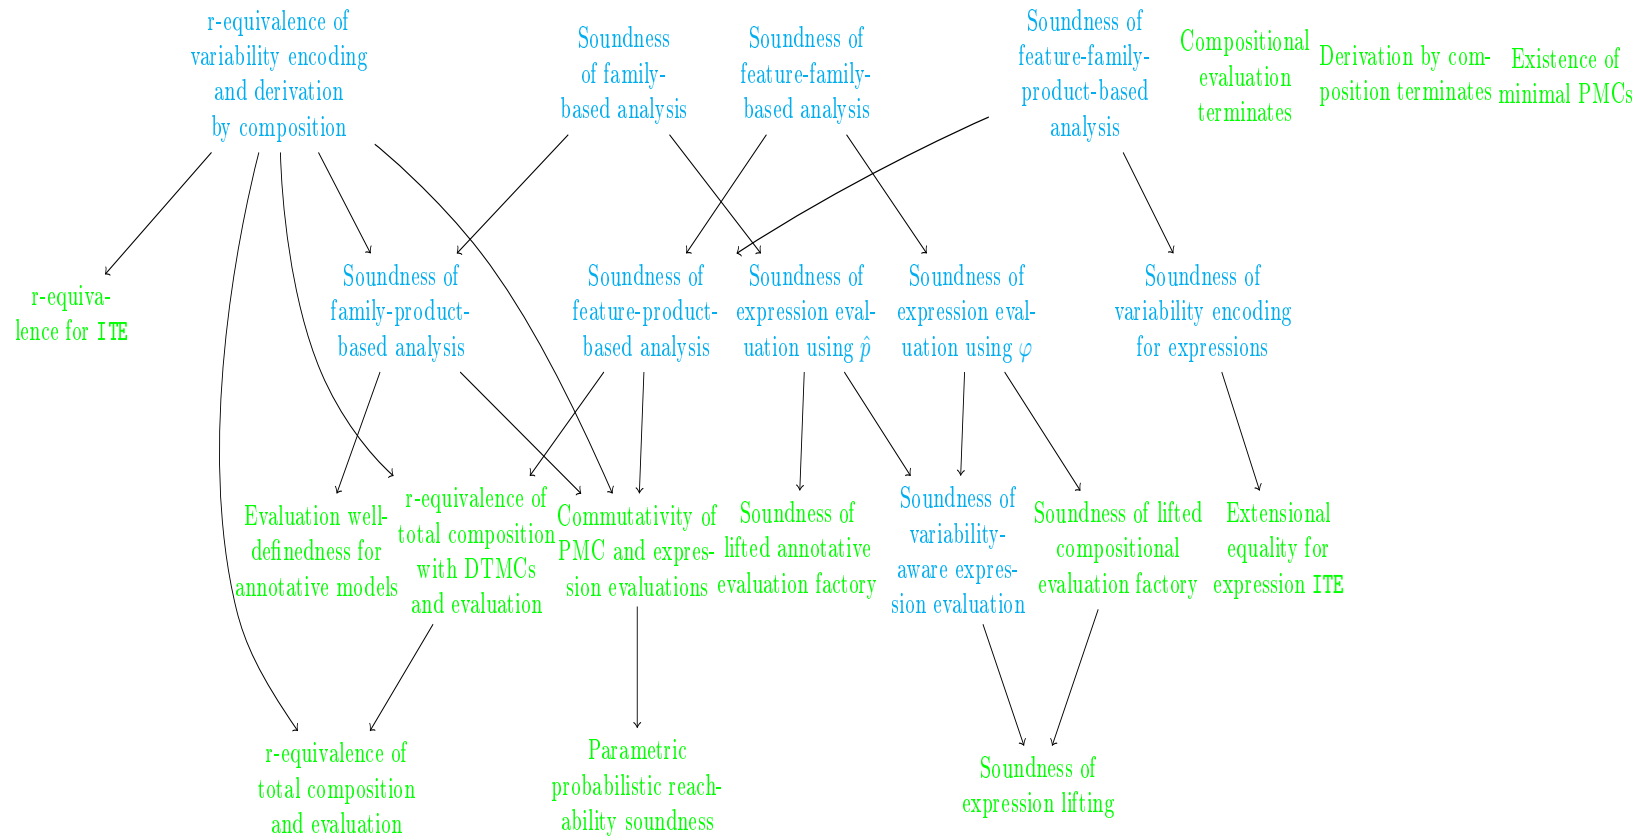 r-equivalence of
variability encoding
and derivation
by composition
Soundness
of family-
based analysis
Soundness of
feature-family-
based analysis
Soundness of
feature-family-
product-based
analysis
Compositional
evaluation
terminates
Derivation by com-
position terminates
Existence of
minimal PMCs
r-equiva-
lence for ITE
Soundness of
family-product-
based analysis
Soundness of
feature-product-
based analysis
Soundness of
expression eval-
uation using p̂
Soundness of
expression eval-
uation using φ
Soundness of
variability encoding
for expressions
Evaluation well-
definedness for
annotative models
r-equivalence of
total composition
with DTMCs
and evaluation
Commutativity of
PMC and expres-
sion evaluations
Soundness of
lifted annotative
evaluation factory
Soundness of
variability-
aware expres-
sion evaluation
Soundness of lifted
compositional
evaluation factory
Extensional
equality for
expression ITE
r-equivalence of
total composition
and evaluation
Parametric
probabilistic reach-
ability soundness
Soundness of
expression lifting